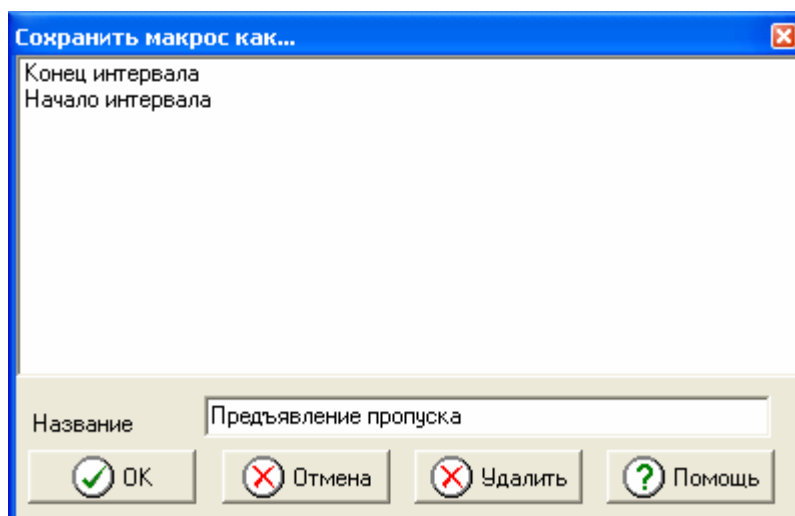 Сохранить макрос как...
Конец интервала
Начало интервала
Название
Предъявление пропуска
OK
Отмена
Удалить
Помощь